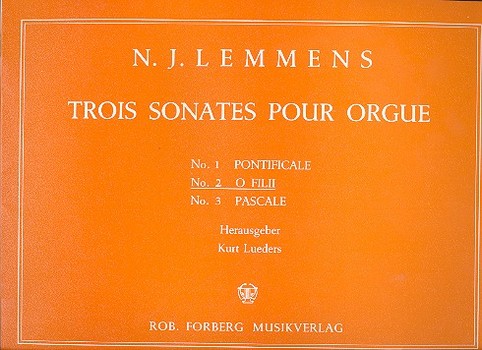 N. J. LEMMENS
TROIS SONATES POUR ORGUE
No. 1 PONTIFICALE
No. 2 O FILII
No. 3 PASCALE
Herausgeber
Kurt Lueders
ROB. FORBERG MUSIKVERLAG